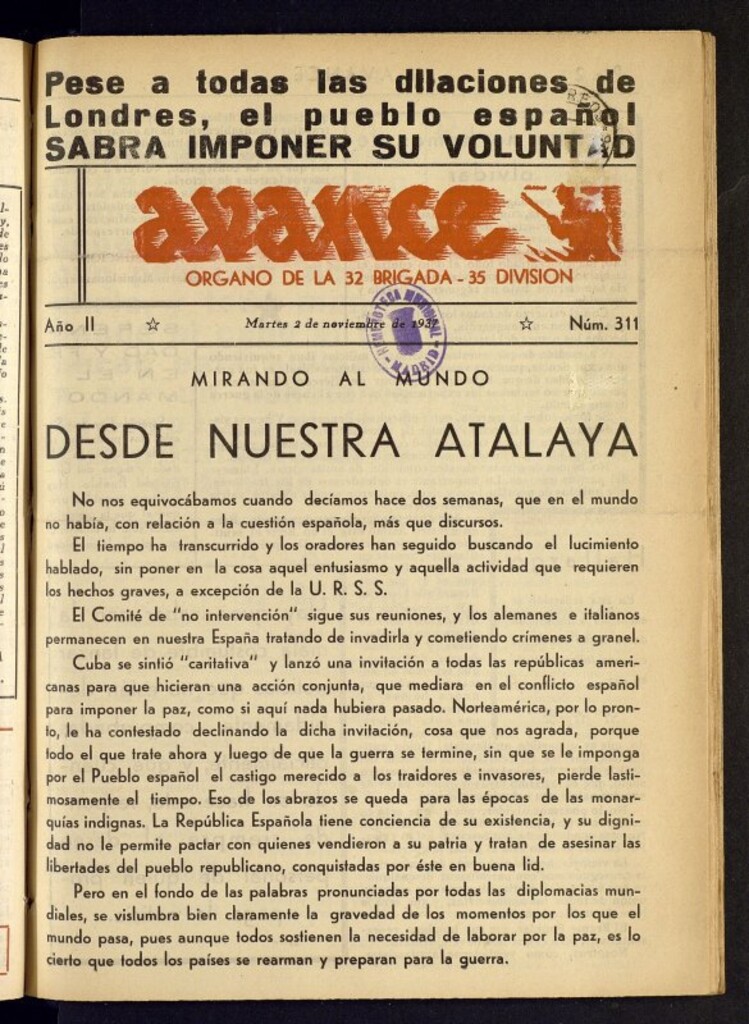 Pese a todas las dilaciones de
Londres, el pueblo español
SABRA IMPONER SU VOLUNTAD
avance
ORGANO DE LA 32 BRIGADA - 35 DIVISION
Año II ☆ Martes 2 de noviembre de 1937 ☆ Núm. 311
HEMEROTECA MUNICIPAL
MADRID
MIRANDO AL MUNDO
DESDE NUESTRA ATALAYA
No nos equivocábamos cuando decíamos hace dos semanas, que en el mundo
no había, con relación a la cuestión española, más que discursos.
El tiempo ha transcurrido y los oradores han seguido buscando el lucimiento
hablado, sin poner en la cosa aquel entusiasmo y aquella actividad que requieren
los hechos graves, a excepción de la U. R. S. S.
El Comité de "no intervención" sigue sus reuniones, y los alemanes e italianos
permanecen en nuestra España tratando de invadirla y cometiendo crímenes a granel.
Cuba se sintió "caritativa" y lanzó una invitación a todas las repúblicas ameri-
canas para que hicieran una acción conjunta, que mediara en el conflicto español
para imponer la paz, como si aquí nada hubiera pasado. Norteamérica, por lo pron-
to, le ha contestado declinando la dicha invitación, cosa que nos agrada, porque
todo el que trate ahora y luego de que la guerra se termine, sin que se le imponga
por el Pueblo español el castigo merecido a los traidores e invasores, pierde lasti-
mosamente el tiempo. Eso de los abrazos se queda para las épocas de las monar-
quías indignas. La República Española tiene conciencia de su existencia, y su digni-
dad no le permite pactar con quienes vendieron a su patria y tratan de asesinar las
libertades del pueblo republicano, conquistadas por éste en buena lid.
Pero en el fondo de las palabras pronunciadas por todas las diplomacias mun-
diales, se vislumbra bien claramente la gravedad de los momentos por los que el
mundo pasa, pues aunque todos sostienen la necesidad de laborar por la paz, es lo
cierto que todos los países se rearman y preparan para la guerra.